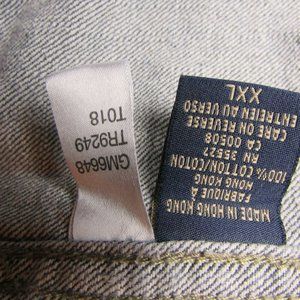 GM6648
TR9249
T018
MADE IN HONG KONG
FABRIQUE A
HONG KONG
100% COTTON/COTON
RN 35527
CA 00508
CARE ON REVERSE
ENTRETIEN AU VERSO
XXL